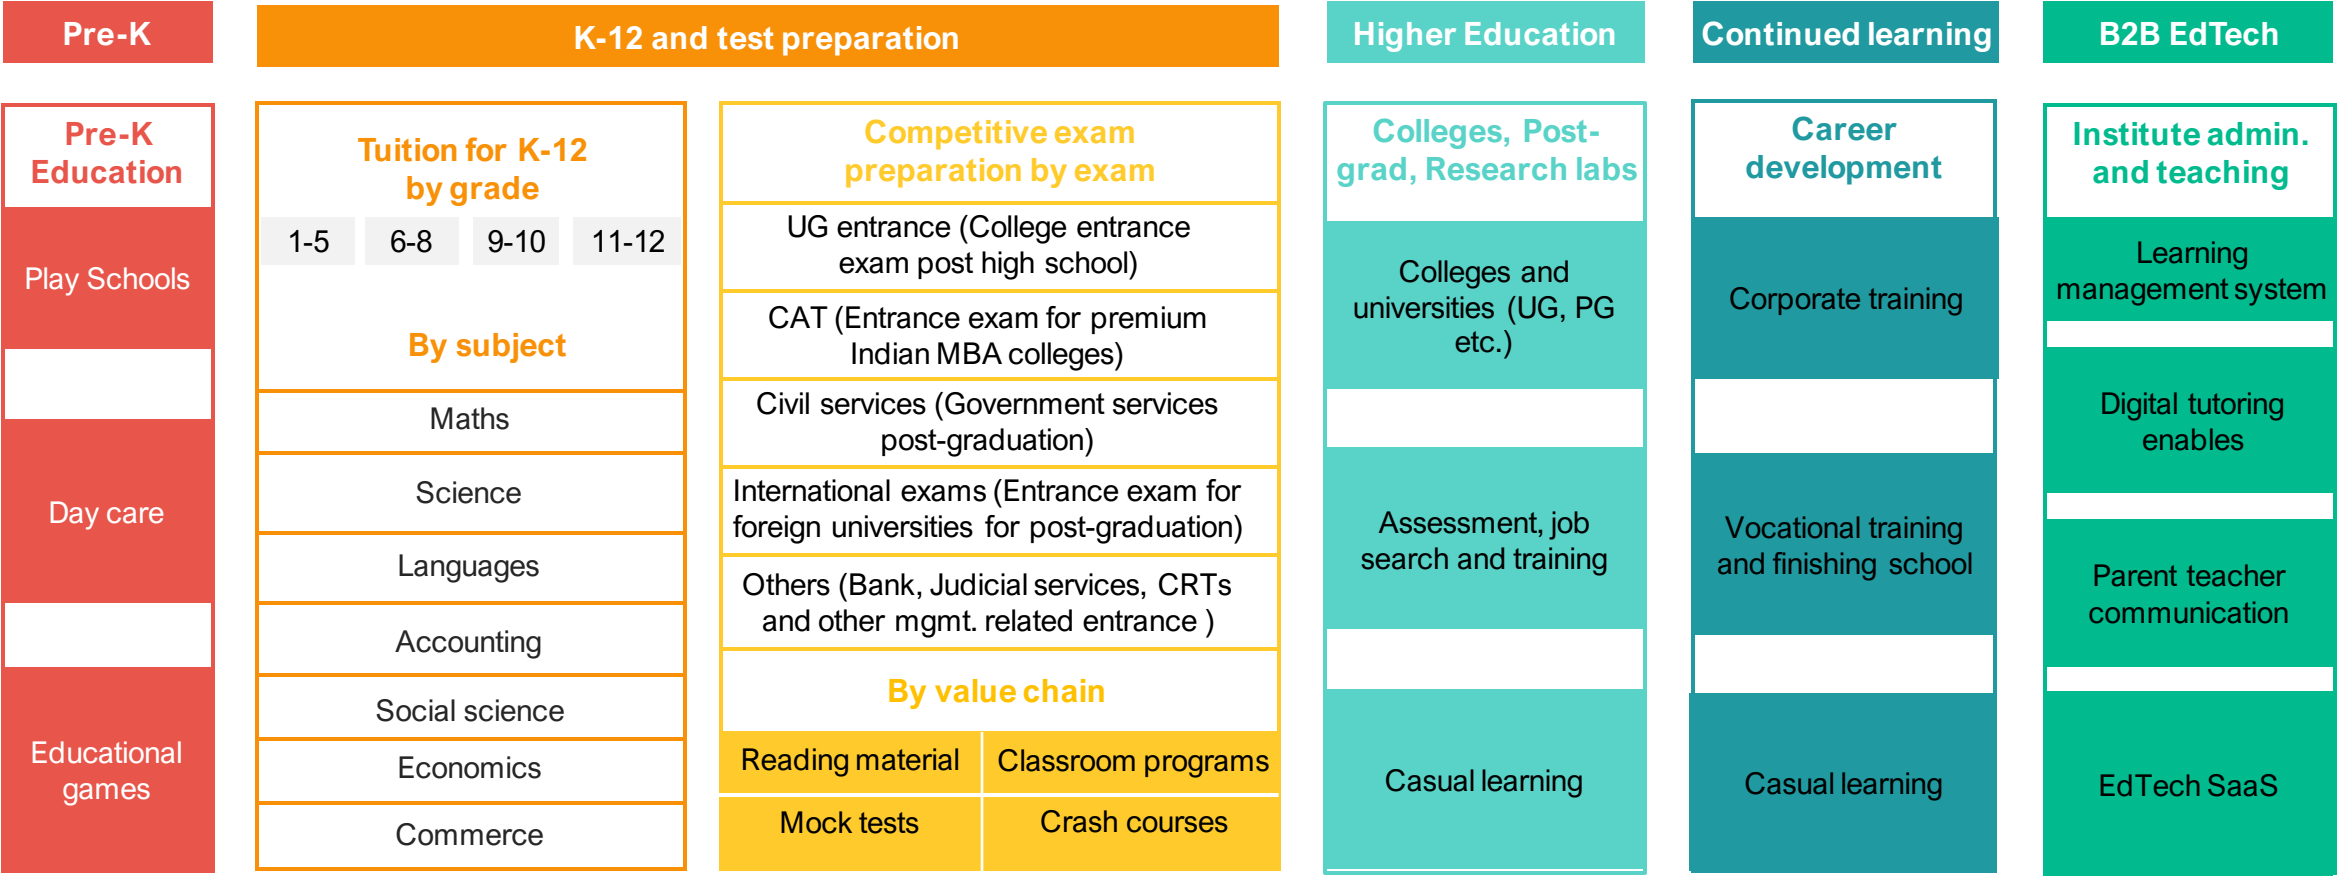 Pre-K
K-12 and test preparation
Higher Education
Continued learning
B2B EdTech
Pre-K
Education
Play Schools
Day care
Educational
games
Tuition for K-12
by grade
1-5
6-8
9-10
11-12
By subject
Maths
Science
Languages
Accounting
Social science
Economics
Commerce
Competitive exam
preparation by exam
UG entrance (College entrance
exam post high school)
CAT (Entrance exam for premium
Indian MBA colleges)
Civil services (Government services
post-graduation)
International exams (Entrance exam for
foreign universities for post-graduation)
Others (Bank, Judicial services, CRTs
and other mgmt. related entrance )
By value chain
Reading material
Classroom programs
Mock tests
Crash courses
Colleges, Post-
grad, Research labs
Colleges and
universities (UG, PG
etc.)
Assessment, job
search and training
Casual learning
Career
development
Corporate training
Vocational training
and finishing school
Casual learning
Institute admin.
and teaching
Learning
management system
Digital tutoring
enables
Parent teacher
communication
EdTech SaaS